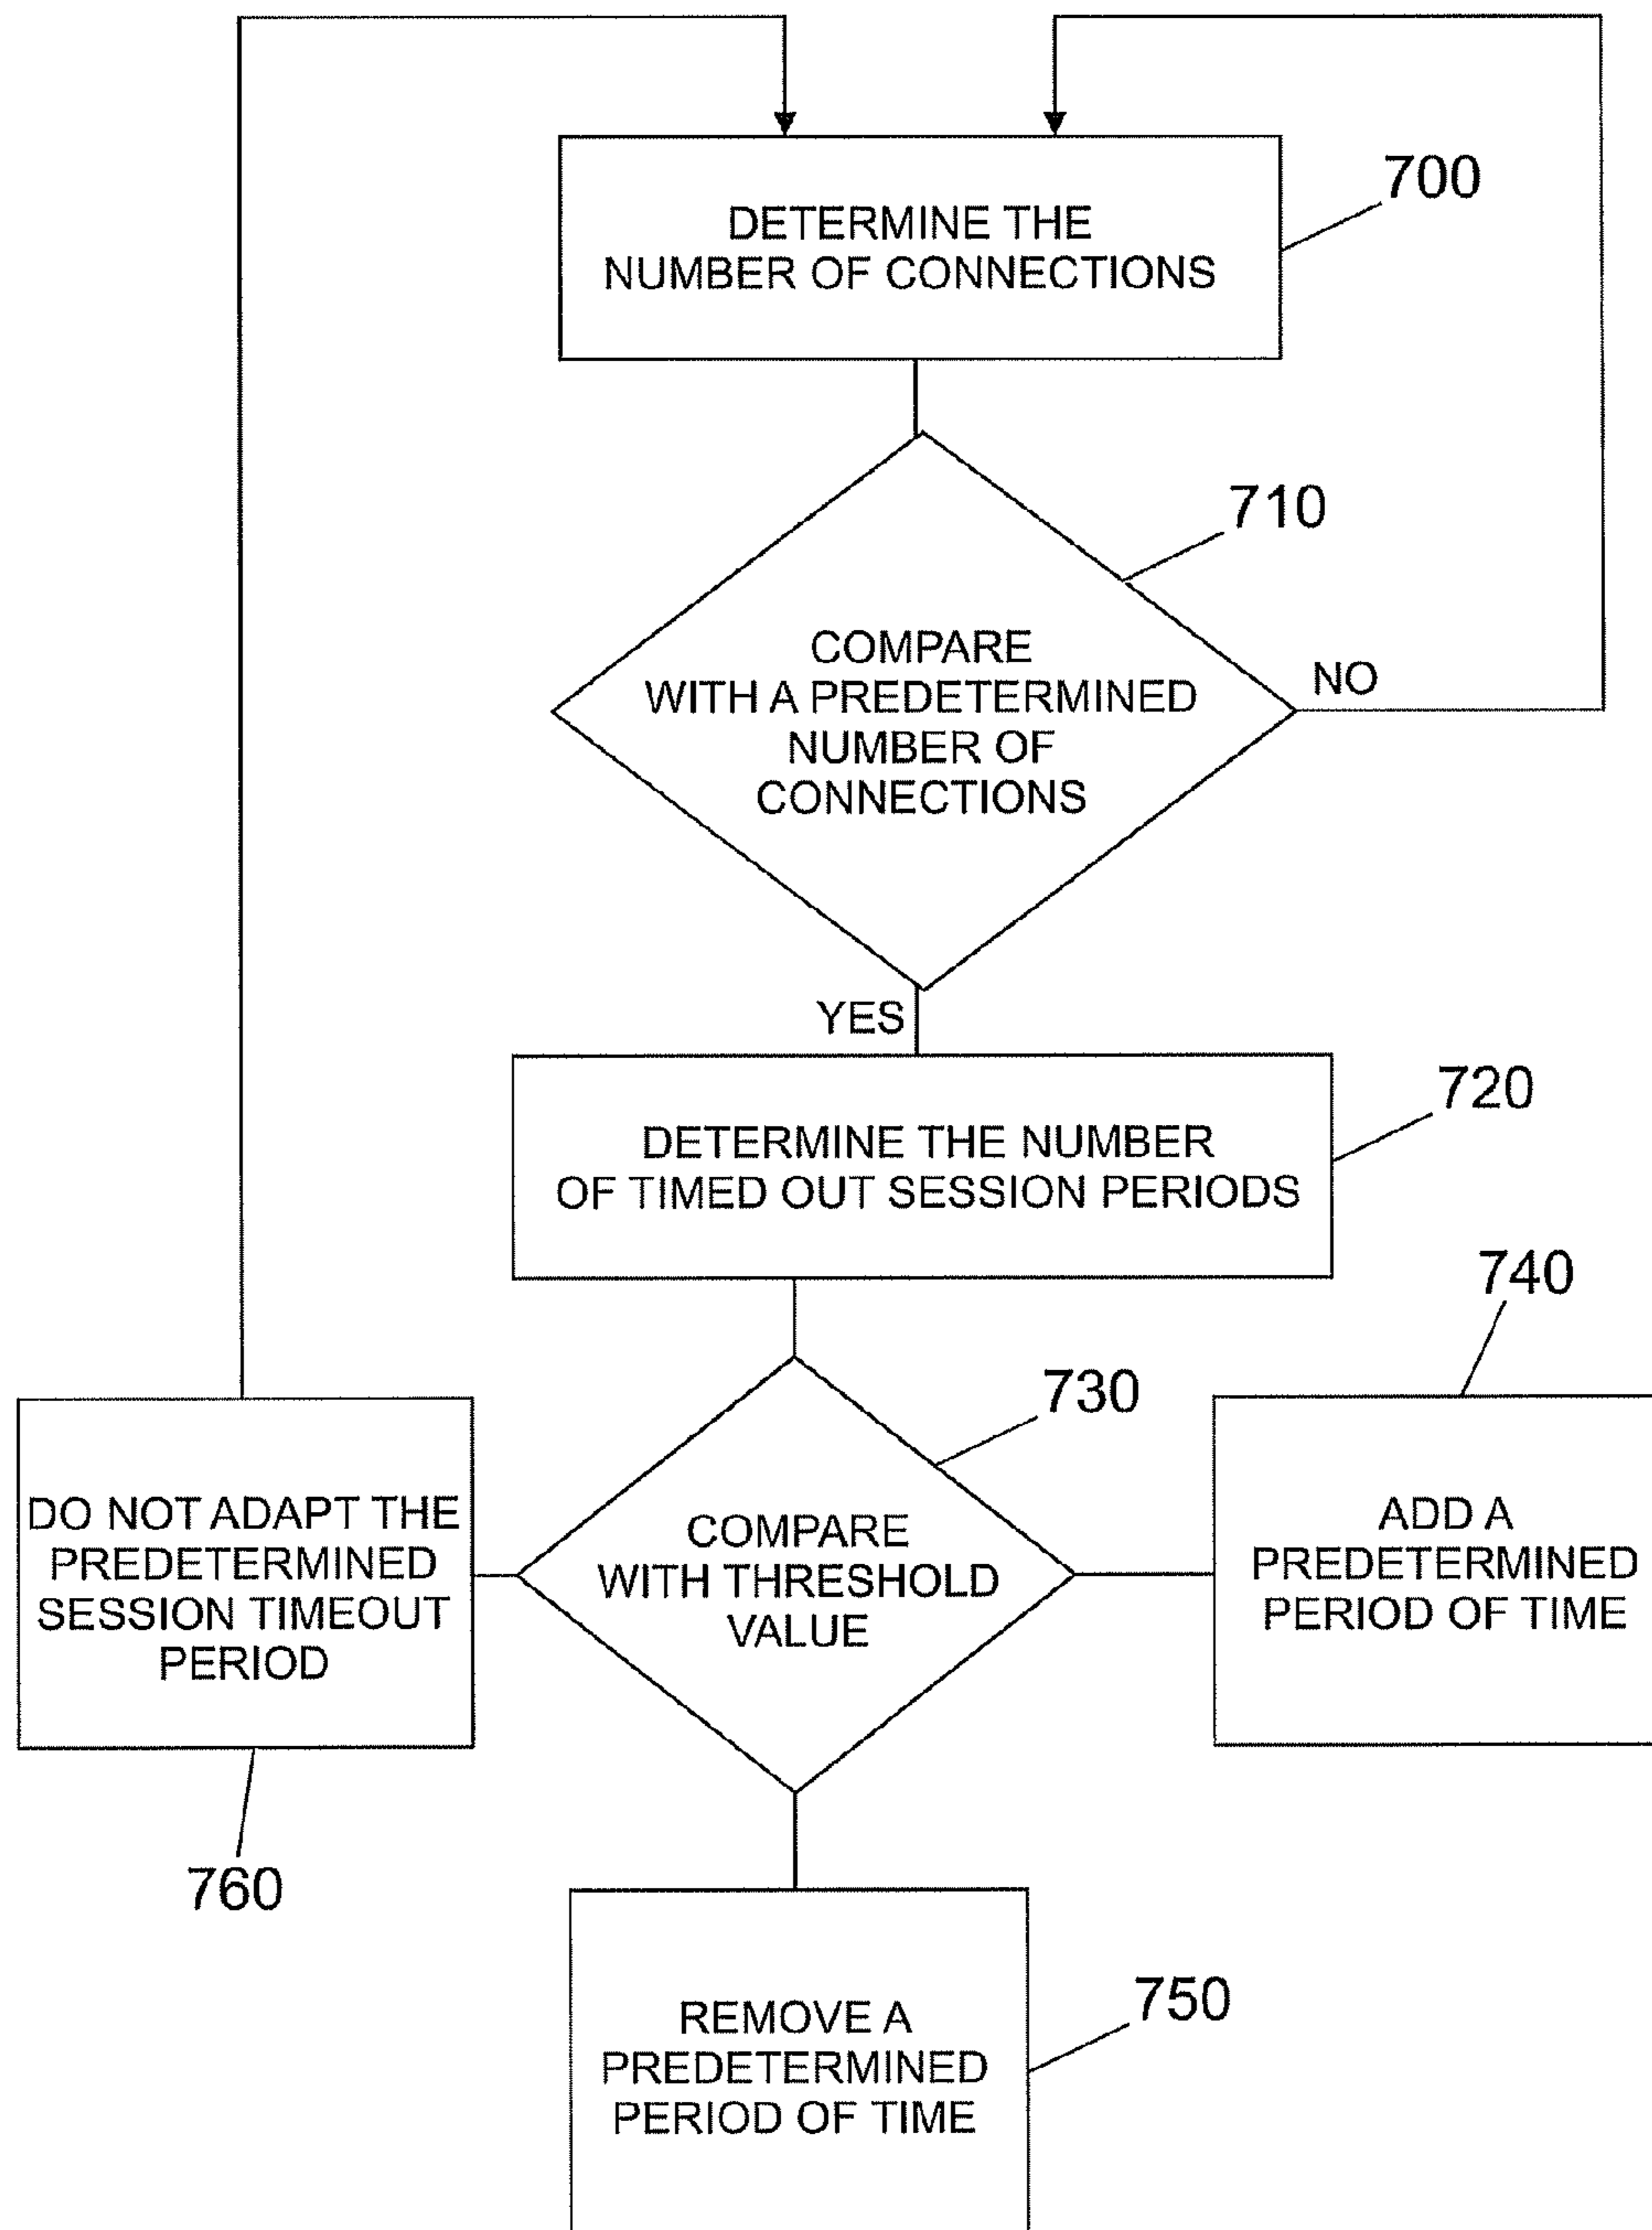 DETERMINE THE
NUMBER OF CONNECTIONS
700
710
COMPARE
WITH A PREDETERMINED
NUMBER OF
CONNECTIONS
NO
YES
720
DETERMINE THE NUMBER
OF TIMED OUT SESSION PERIODS
740
730
DO NOT ADAPT THE
PREDETERMINED
SESSION TIMEOUT
PERIOD
COMPARE
WITH THRESHOLD
VALUE
ADD A
PREDETERMINED
PERIOD OF TIME
760
750
REMOVE A
PREDETERMINED
PERIOD OF TIME